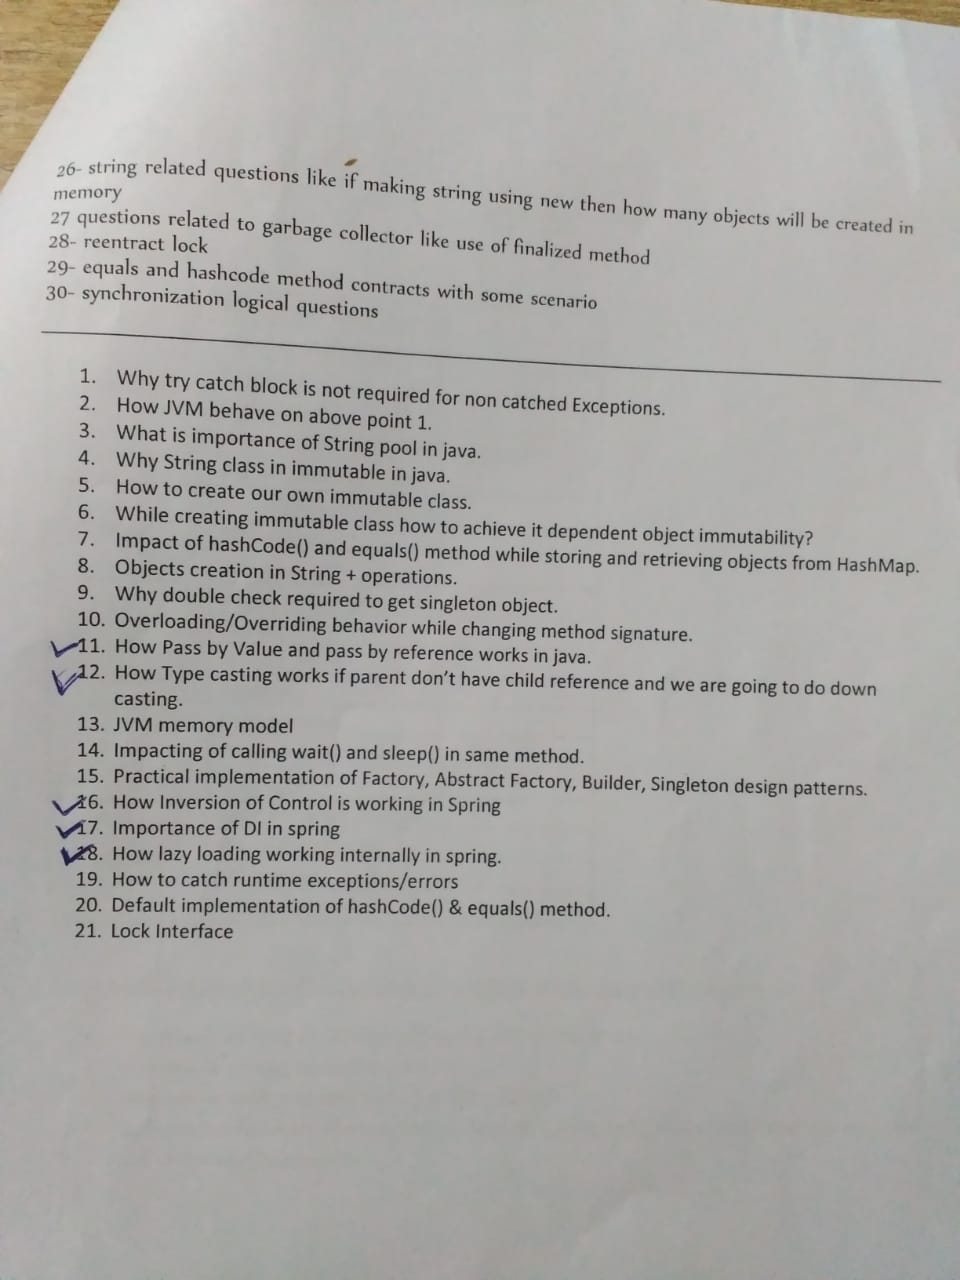 26- string related questions like if making string using new then how many objects will be created in
memory
27 questions related to garbage collector like use of finalized method
28- reentract lock
29- equals and hashcode method contracts with some scenario
30- synchronization logical questions
1. Why try catch block is not required for non catched Exceptions.
2. How JVM behave on above point 1.
3. What is importance of String pool in java.
4. Why String class in immutable in java.
5. How to create our own immutable class.
6. While creating immutable class how to achieve it dependent object immutability?
7. Impact of hashCode() and equals() method while storing and retrieving objects from HashMap.
8. Objects creation in String + operations.
9. Why double check required to get singleton object.
10. Overloading/Overriding behavior while changing method signature.
11. How Pass by Value and pass by reference works in java.
12. How Type casting works if parent don't have child reference and we are going to do down
casting.
13. JVM memory model
14. Impacting of calling wait() and sleep() in same method.
15. Practical implementation of Factory, Abstract Factory, Builder, Singleton design patterns.
16. How Inversion of Control is working in Spring
17. Importance of DI in spring
18. How lazy loading working internally in spring.
19. How to catch runtime exceptions/errors
20. Default implementation of hashCode() & equals() method.
21. Lock Interface